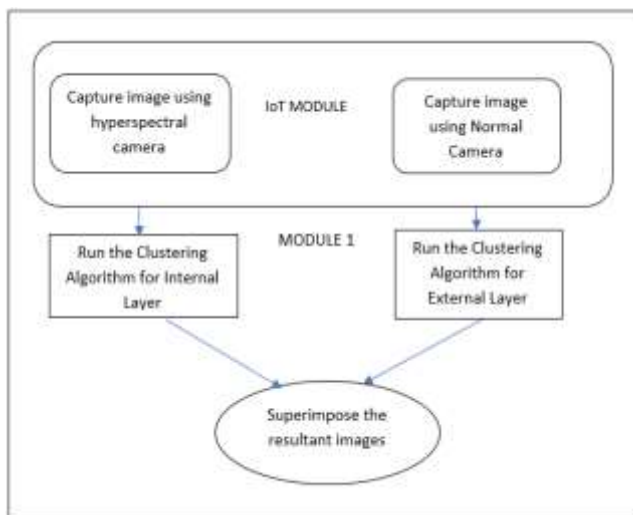 Capture image using
hyperspectral
camera
IoT MODULE
Capture image
using Normal
Camera
MODULE 1
Run the Clustering
Algorithm for Internal
Layer
Run the Clustering
Algorithm for
External Layer
Superimpose the
resultant images